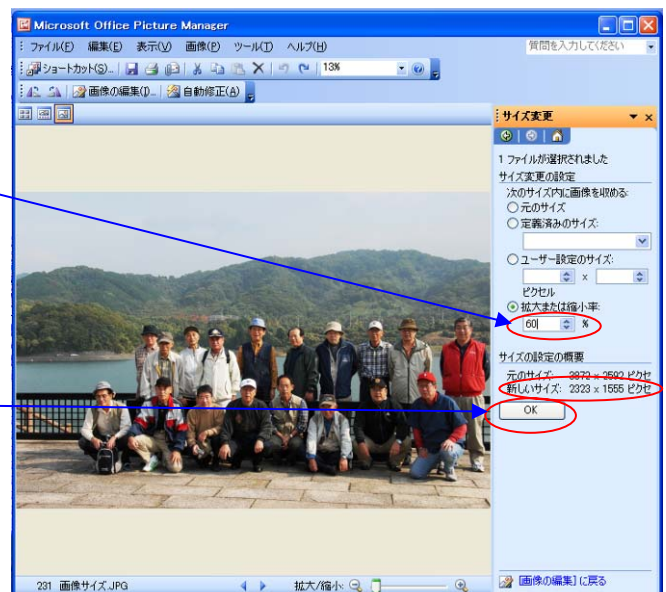 Microsoft Office Picture Manager
ファイル(F) 編集(E) 表示(V) 画像(P) ツール(T) ヘルプ(H)
質問を入力してください
ショートカット(S)... 13%
画像の編集(I)... 自動修正(A)
サイズ変更
1 ファイルが選択されました
サイズ変更の設定
次のサイズ内に画像を収める:
元のサイズ
定義済みのサイズ:
ユーザー設定のサイズ:
x
ピクセル
拡大または縮小率:
60 %
サイズの設定の概要
元のサイズ: 3872 x 2592 ピクセ
新しいサイズ: 2323 x 1555 ピクセ
OK
[画像の編集] に戻る
231 画像サイズ.JPG 拡大/縮小: